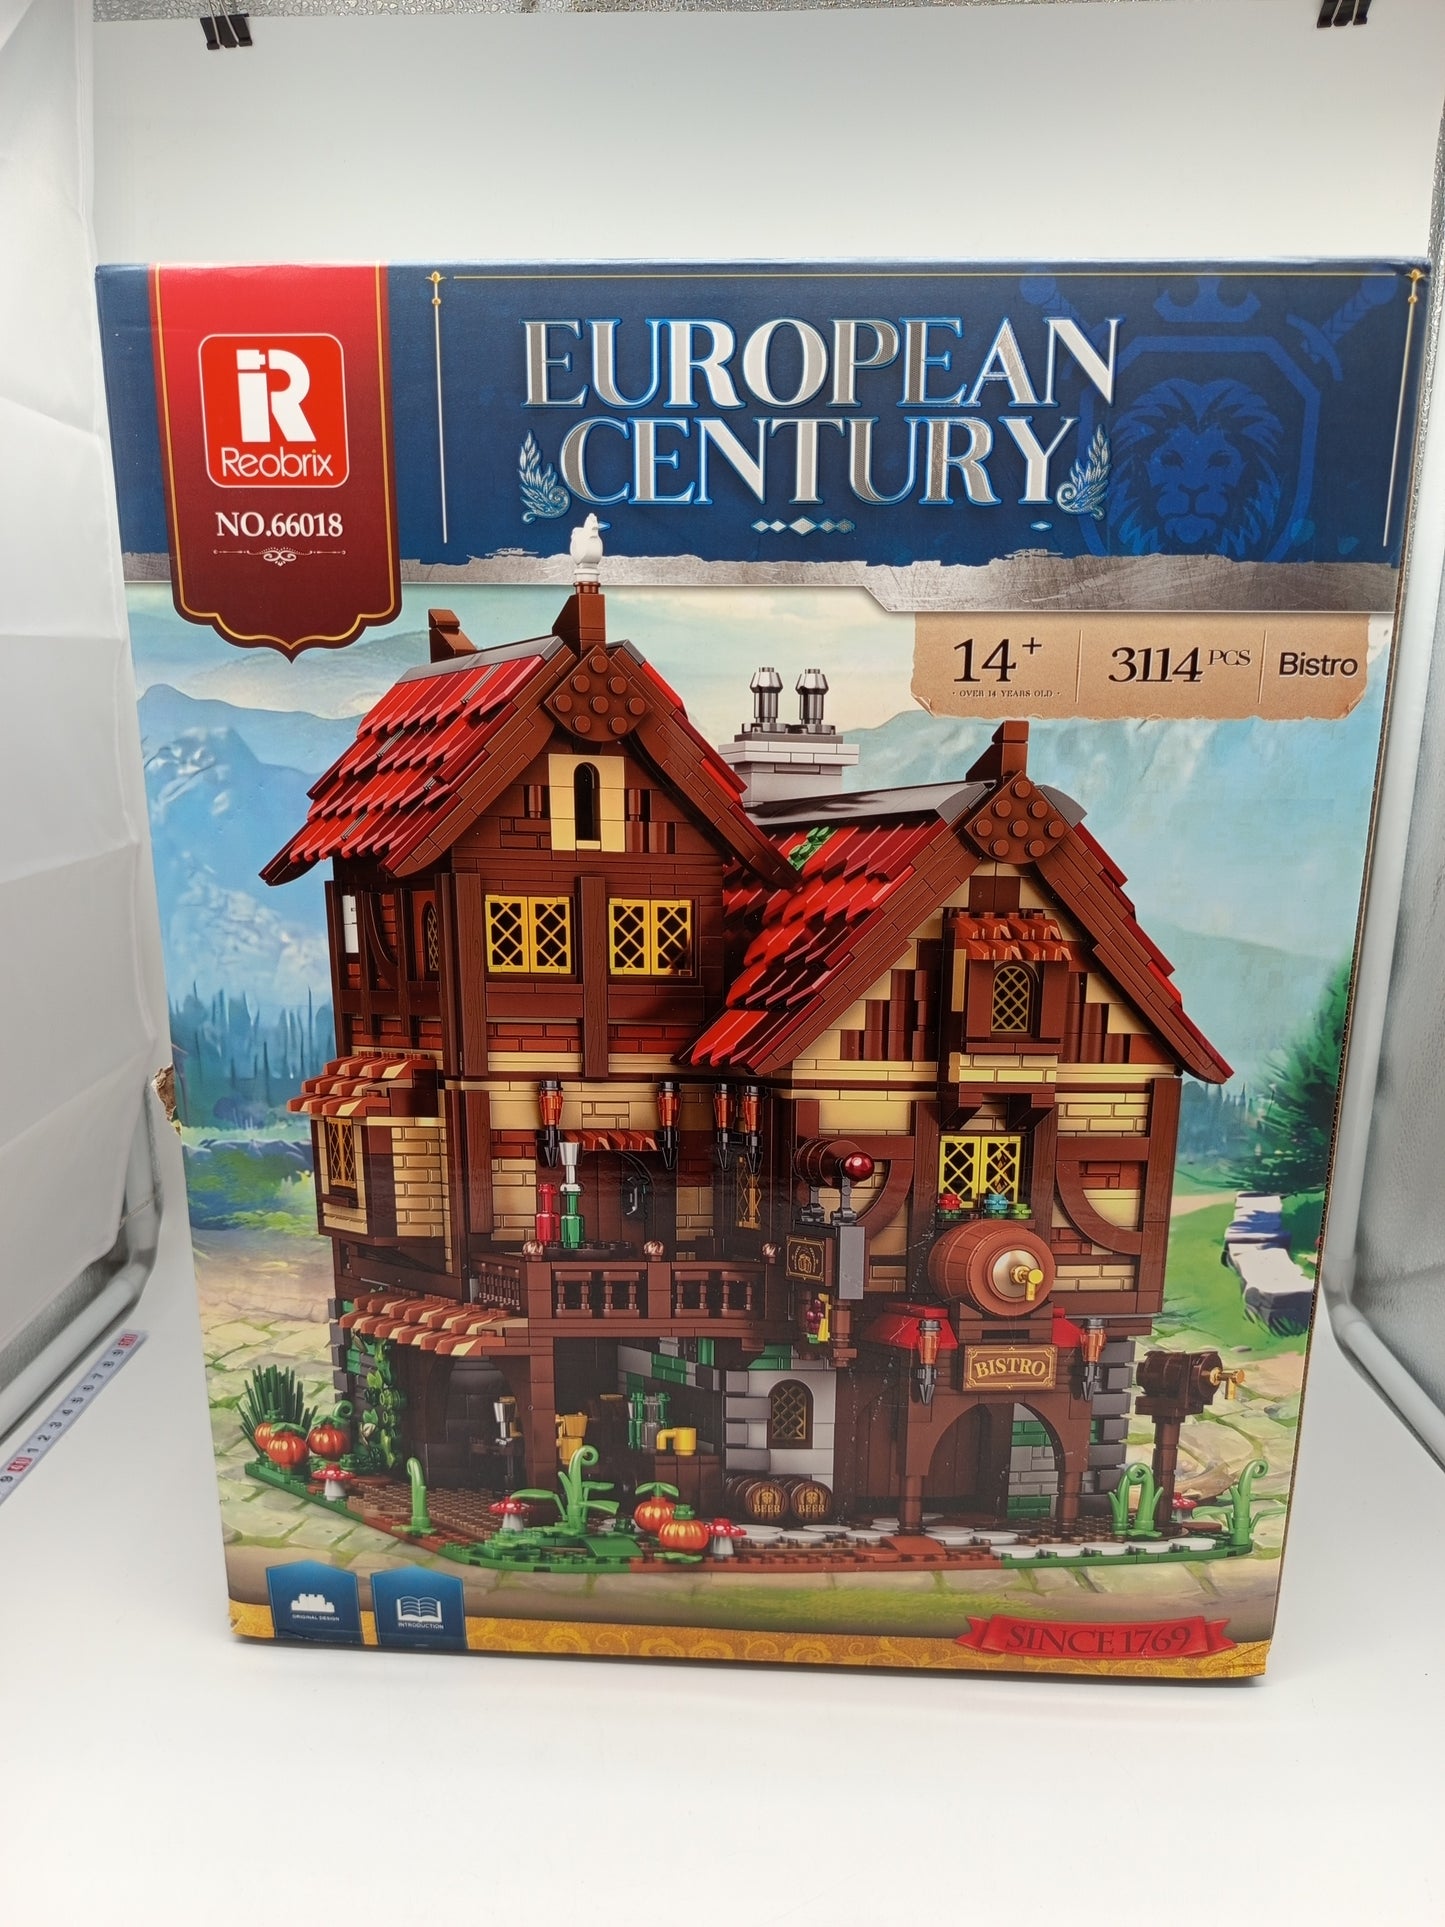 Reobrix
NO.66018
EUROPEAN
CENTURY
14+
· OVER 14 YEARS OLD ·
3114 PCS
Bistro
BISTRO
BEER
BEER
ORIGINAL DESIGN
INTRODUCTION
SINCE 1769